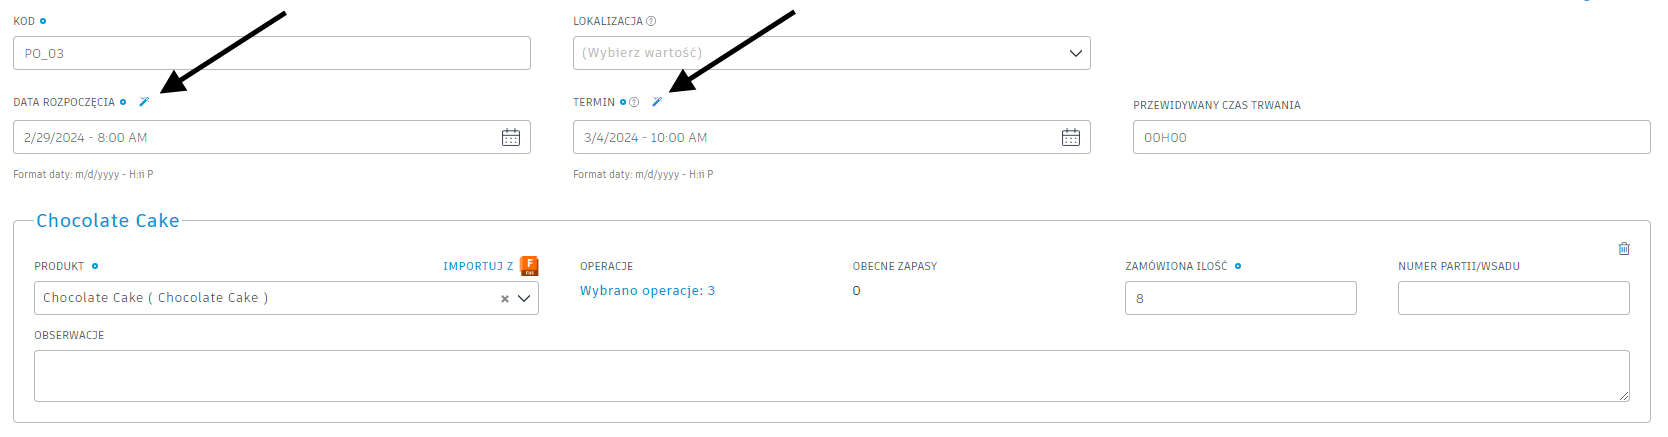 KOD
LOKALIZACJA
PO_03
(Wybierz wartość)
DATA ROZPOCZĘCIA
TERMIN
PRZEWIDYWANY CZAS TRWANIA
2/29/2024 - 8:00 AM
3/4/2024 - 10:00 AM
00H00
Format daty: m/d/yyyy - H:ii P
Format daty: m/d/yyyy - H:ii P
Chocolate Cake
PRODUKT
IMPORTUJ Z
F
OPERACJE
OBECNE ZAPASY
ZAMÓWIONA ILOŚĆ
NUMER PARTII/WSADU
Chocolate Cake ( Chocolate Cake )
Wybrano operacje: 3
0
8
OBSERWACJE